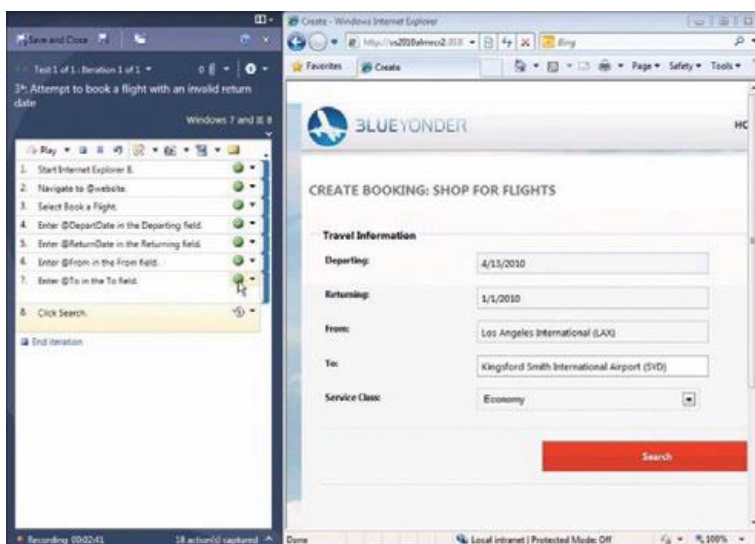 Save and Close
Test 1 of 1 : Iteration 1 of 1
0
3*: Attempt to book a flight with an invalid return
date
Windows 7 and IE 8
Play
1. Start Internet Explorer 8.
2. Navigate to @website.
3. Select Book a Flight.
4. Enter @DepartDate in the Departing field.
5. Enter @ReturnDate in the Returning field.
6. Enter @From in the From field.
7. Enter @To in the To field.
8. Click Search.
End iteration
Recording 00:02:41 18 action(s) captured
Create - Windows Internet Explorer
Bing
Favorites Create Page Safety Tools
3LUEYONDER
HO
CREATE BOOKING: SHOP FOR FLIGHTS
Travel Information
Departing: 4/13/2010
Returning: 1/1/2010
From: Los Angeles International (LAX)
To: Kingsford Smith International Airport (SYD)
Service Class: Economy
Search
Done Local intranet | Protected Mode: Off 100%